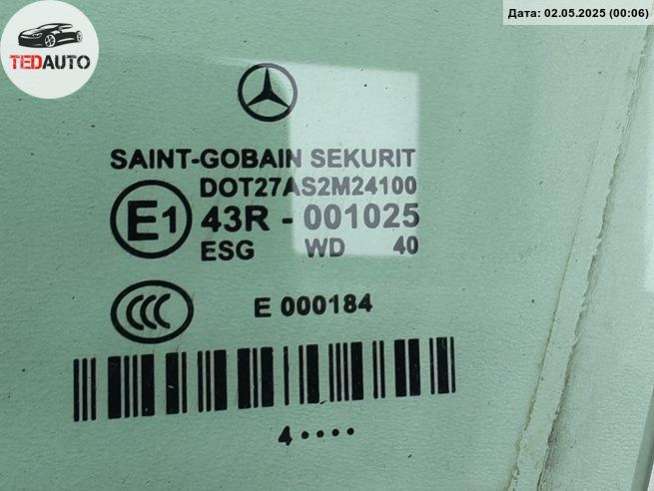 Дата: 02.05.2025 (00:06)
TEDAUTO
SAINT-GOBAIN SEKURIT
DOT27AS2M24100
E1 43R - 001025
ESG WD 40
CCC E 000184
4 ••••